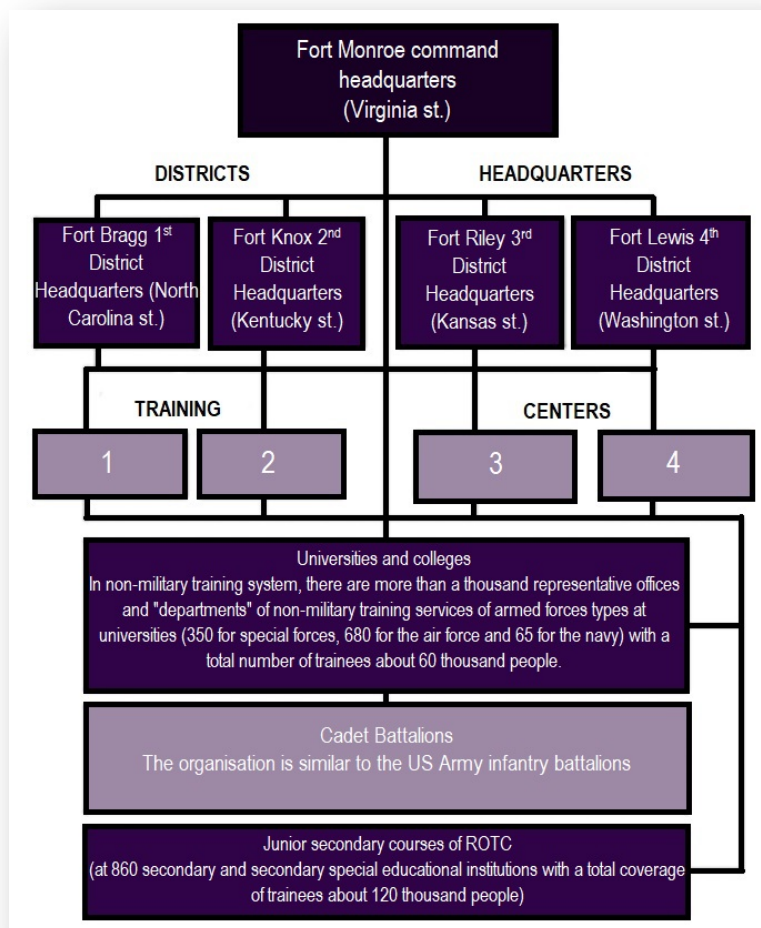 Fort Monroe command
headquarters
(Virginia st.)
DISTRICTS
HEADQUARTERS
Fort Bragg 1st
District
Headquarters (North
Carolina st.)
Fort Knox 2nd
District
Headquarters
(Kentucky st.)
Fort Riley 3rd
District
Headquarters
(Kansas st.)
Fort Lewis 4th
District
Headquarters
(Washington st.)
TRAINING
CENTERS
1
2
3
4
Universities and colleges
In non-military training system, there are more than a thousand representative offices
and "departments" of non-military training services of armed forces types at
universities (350 for special forces, 680 for the air force and 65 for the navy) with a
total number of trainees about 60 thousand people.
Cadet Battalions
The organisation is similar to the US Army infantry battalions
Junior secondary courses of ROTC
(at 860 secondary and secondary special educational institutions with a total coverage
of trainees about 120 thousand people)